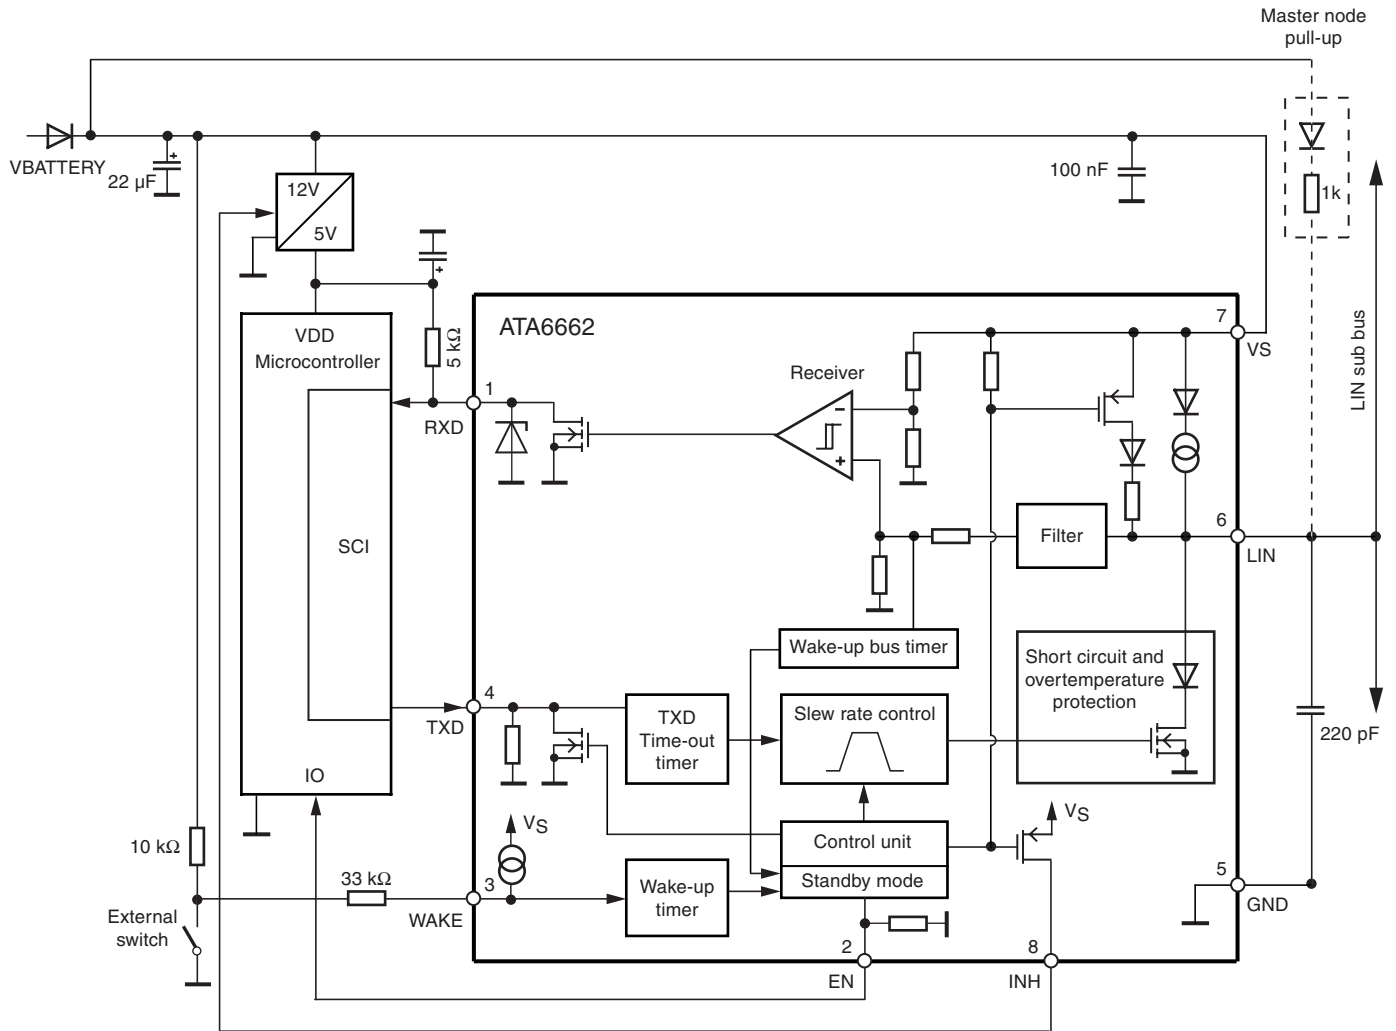 Master node
pull-up
VBATTERY
22 µF
+
12V
5V
100 nF
1k
+
LIN sub bus
VDD
Microcontroller
5 kΩ
ATA6662
7
VS
Receiver
1
RXD
-
+
SCI
Filter
6
LIN
Wake-up bus timer
Short circuit and
overtemperature
protection
4
TXD
TXD
Time-out
timer
Slew rate control
220 pF
IO
VS
VS
10 kΩ
Control unit
33 kΩ
3
WAKE
Wake-up
timer
Standby mode
5
GND
External
switch
2
EN
8
INH